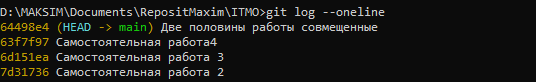 D:\MAKSIM\Documents\RepositMaxim\ITMO>git log --oneline
64498e4 (HEAD -> main) Две половины работы совмещенные
63f7f97 Самостоятельная работа4
6d151ea Самостоятельная работа 3
7d31736 Самостоятельная работа 2